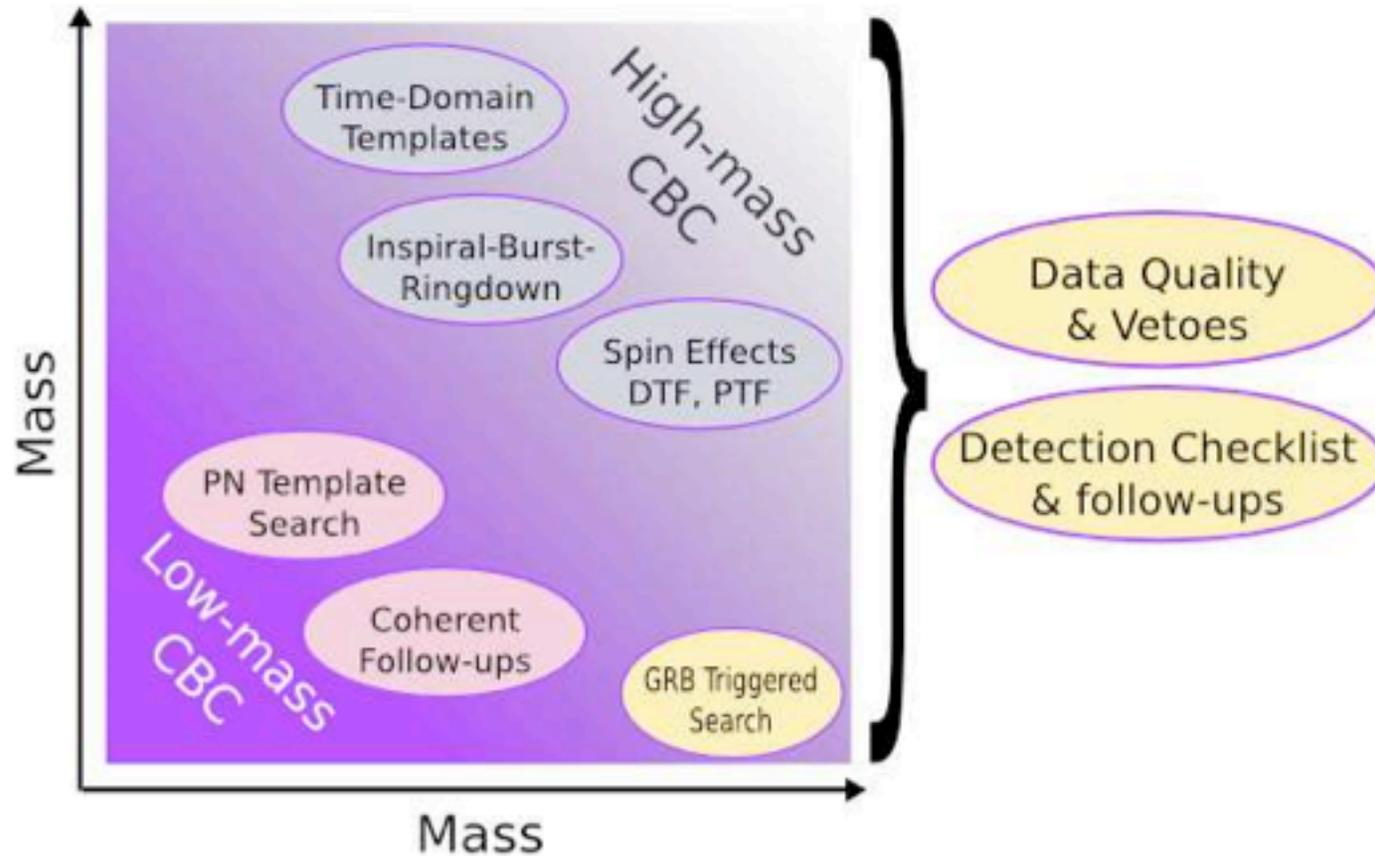 Time-Domain
Templates
High-mass
CBC
Inspiral-Burst-
Ringdown
Spin Effects
DTF, PTF
PN Template
Search
Low-mass
CBC
Coherent
Follow-ups
GRB Triggered
Search
Mass
Mass
Data Quality
& Vetoes
Detection Checklist
& follow-ups